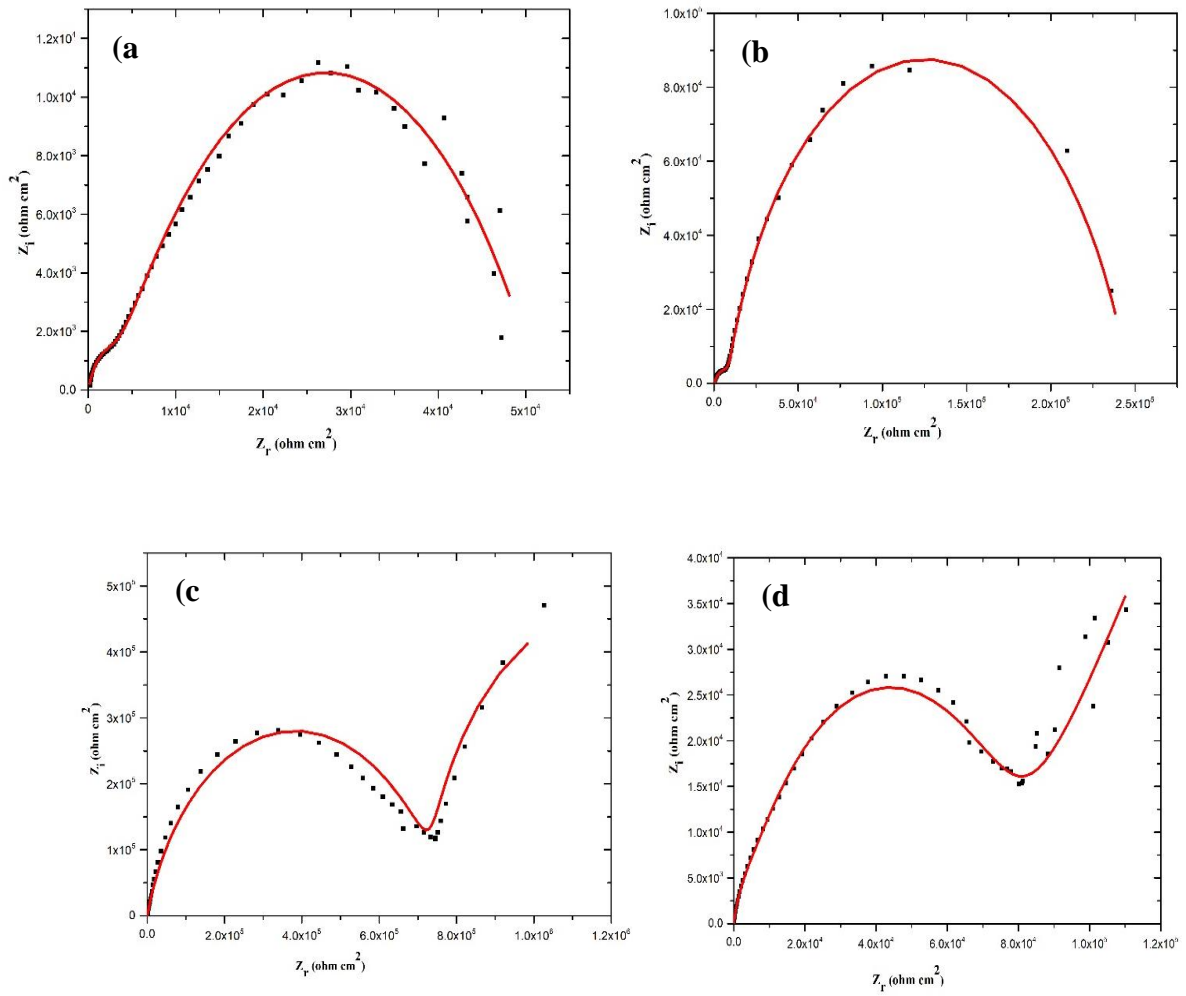 (a
1.2x10⁴
1.0x10⁴
8.0x10³
6.0x10³
4.0x10³
2.0x10³
0.0
Zᵢ (ohm cm²)
0
1x10⁴
2x10⁴
3x10⁴
4x10⁴
5x10⁴
Zᵣ (ohm cm²)
(b
1.0x10⁵
8.0x10⁴
6.0x10⁴
4.0x10⁴
2.0x10⁴
0.0
Zᵢ (ohm cm²)
0.0
5.0x10⁴
1.0x10⁵
1.5x10⁵
2.0x10⁵
2.5x10⁵
Zᵣ (ohm cm²)
(c
5x10⁵
4x10⁵
3x10⁵
2x10⁵
1x10⁵
0
Zᵢ (ohm cm²)
0.0
2.0x10⁵
4.0x10⁵
6.0x10⁵
8.0x10⁵
1.0x10⁶
1.2x10⁶
Zᵣ (ohm cm²)
(d
4.0x10⁴
3.5x10⁴
3.0x10⁴
2.5x10⁴
2.0x10⁴
1.5x10⁴
1.0x10⁴
5.0x10³
0.0
Zᵢ (ohm cm²)
0.0
2.0x10⁴
4.0x10⁴
6.0x10⁴
8.0x10⁴
1.0x10⁵
1.2x10⁵
Zᵣ (ohm cm²)